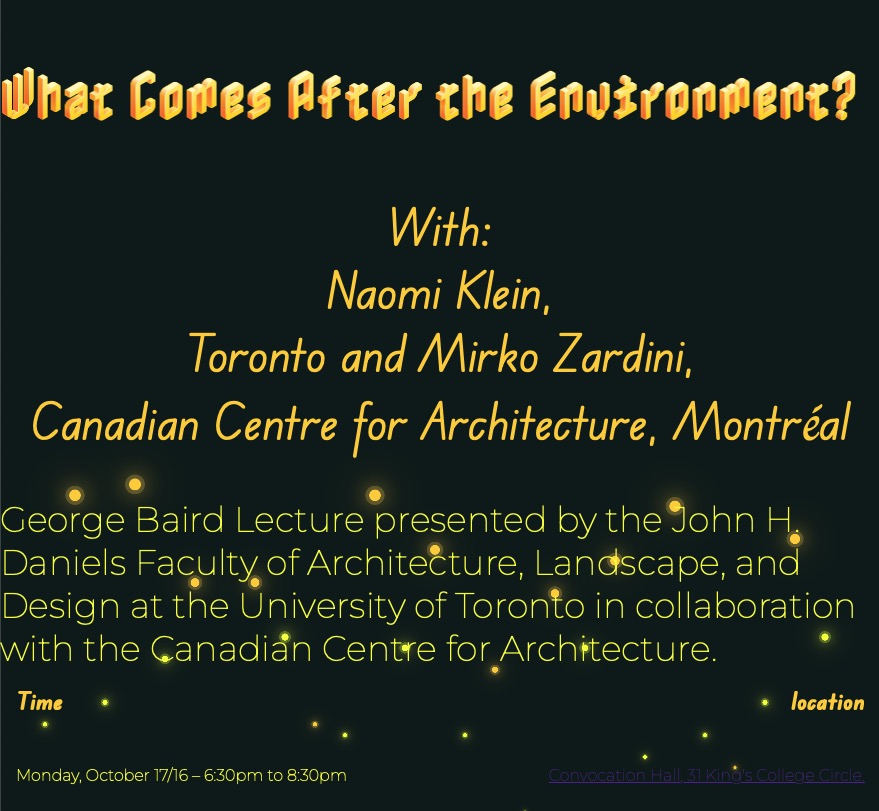 What Comes After the Environment?
With:
Naomi Klein,
Toronto and Mirko Zardini,
Canadian Centre for Architecture, Montréal
George Baird Lecture presented by the John H.
Daniels Faculty of Architecture, Landscape, and
Design at the University of Toronto in collaboration
with the Canadian Centre for Architecture.
Time
location
Monday, October 17/16 – 6:30pm to 8:30pm
Convocation Hall, 31 King's College Circle.